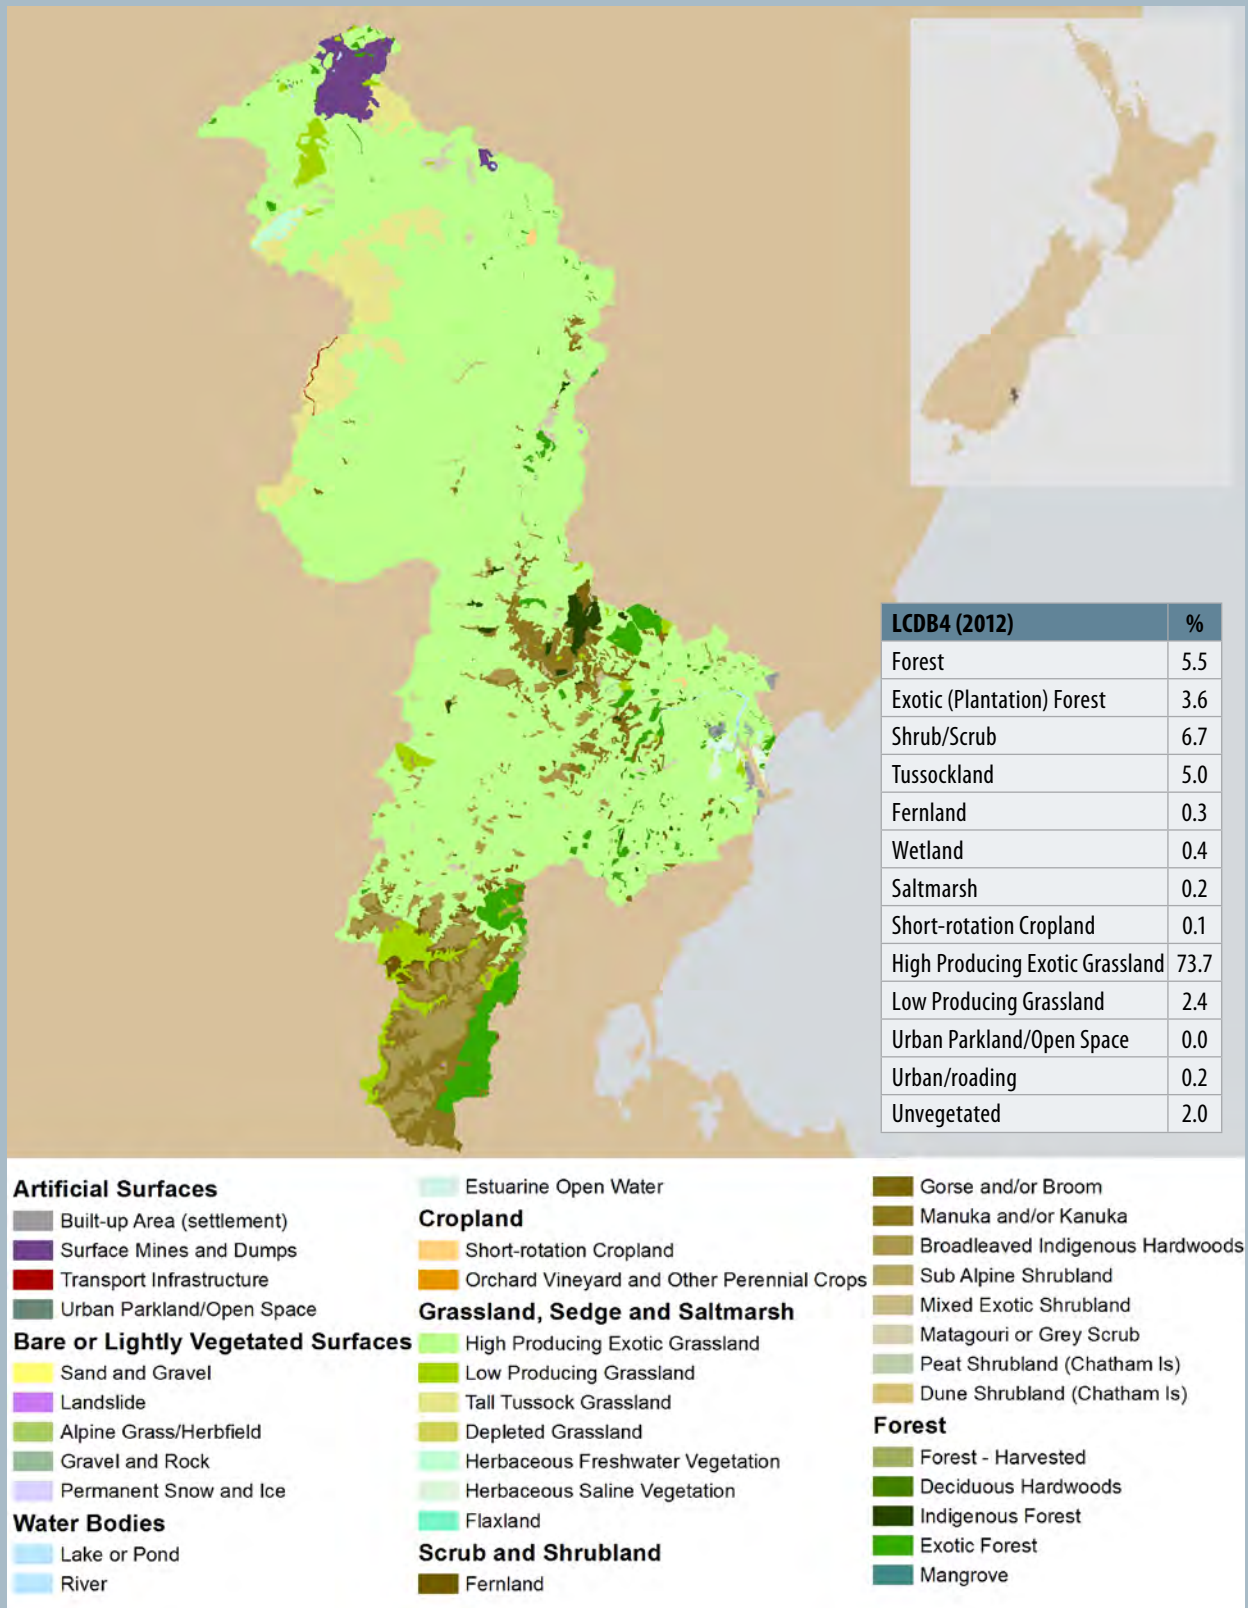 LCDB4 (2012) %
Forest 5.5
Exotic (Plantation) Forest 3.6
Shrub/Scrub 6.7
Tussockland 5.0
Fernland 0.3
Wetland 0.4
Saltmarsh 0.2
Short-rotation Cropland 0.1
High Producing Exotic Grassland 73.7
Low Producing Grassland 2.4
Urban Parkland/Open Space 0.0
Urban/roading 0.2
Unvegetated 2.0
Artificial Surfaces
Built-up Area (settlement)
Surface Mines and Dumps
Transport Infrastructure
Urban Parkland/Open Space
Bare or Lightly Vegetated Surfaces
Sand and Gravel
Landslide
Alpine Grass/Herbfield
Gravel and Rock
Permanent Snow and Ice
Water Bodies
Lake or Pond
River
Estuarine Open Water
Cropland
Short-rotation Cropland
Orchard Vineyard and Other Perennial Crops
Grassland, Sedge and Saltmarsh
High Producing Exotic Grassland
Low Producing Grassland
Tall Tussock Grassland
Depleted Grassland
Herbaceous Freshwater Vegetation
Herbaceous Saline Vegetation
Flaxland
Scrub and Shrubland
Fernland
Gorse and/or Broom
Manuka and/or Kanuka
Broadleaved Indigenous Hardwoods
Sub Alpine Shrubland
Mixed Exotic Shrubland
Matagouri or Grey Scrub
Peat Shrubland (Chatham Is)
Dune Shrubland (Chatham Is)
Forest
Forest - Harvested
Deciduous Hardwoods
Indigenous Forest
Exotic Forest
Mangrove